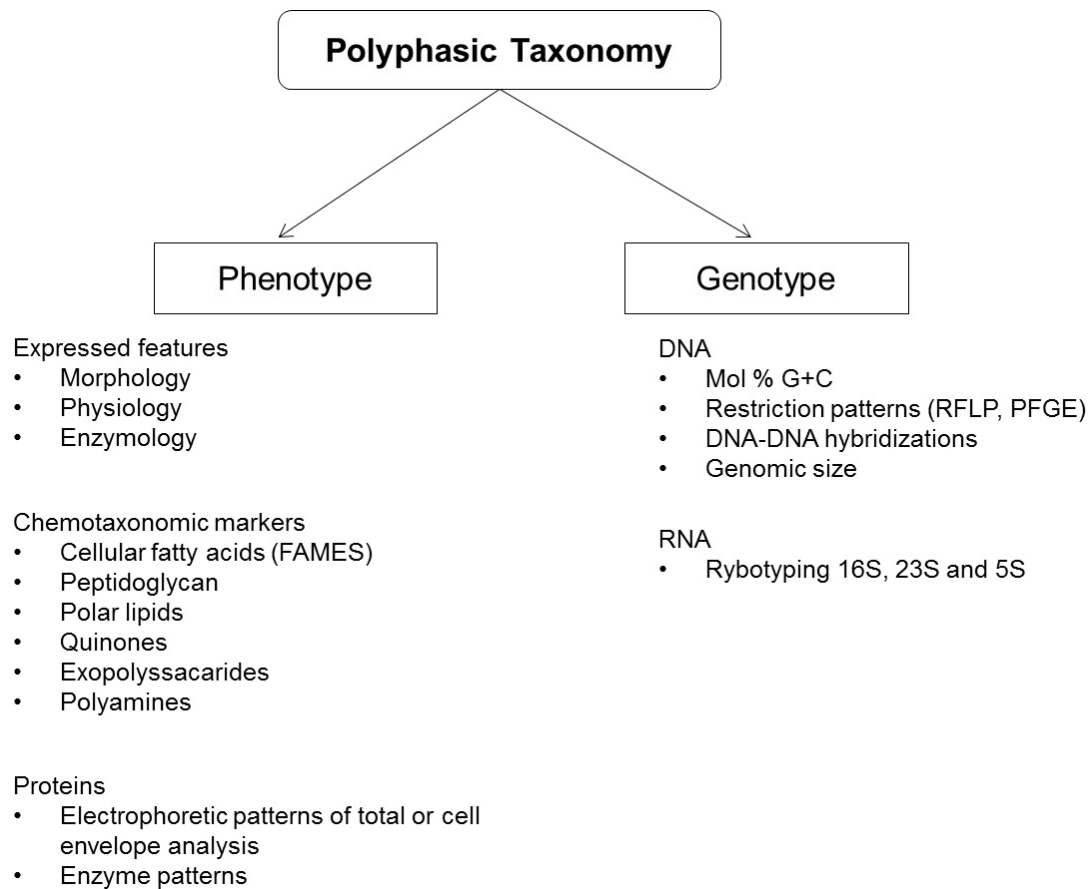 Polyphasic Taxonomy
Phenotype
Expressed features
• Morphology
• Physiology
• Enzymology
Chemotaxonomic markers
• Cellular fatty acids (FAMES)
• Peptidoglycan
• Polar lipids
• Quinones
• Exopolyssacarides
• Polyamines
Proteins
• Electrophoretic patterns of total or cell
envelope analysis
• Enzyme patterns
Genotype
DNA
• Mol % G+C
• Restriction patterns (RFLP, PFGE)
• DNA-DNA hybridizations
• Genomic size
RNA
• Rybotyping 16S, 23S and 5S